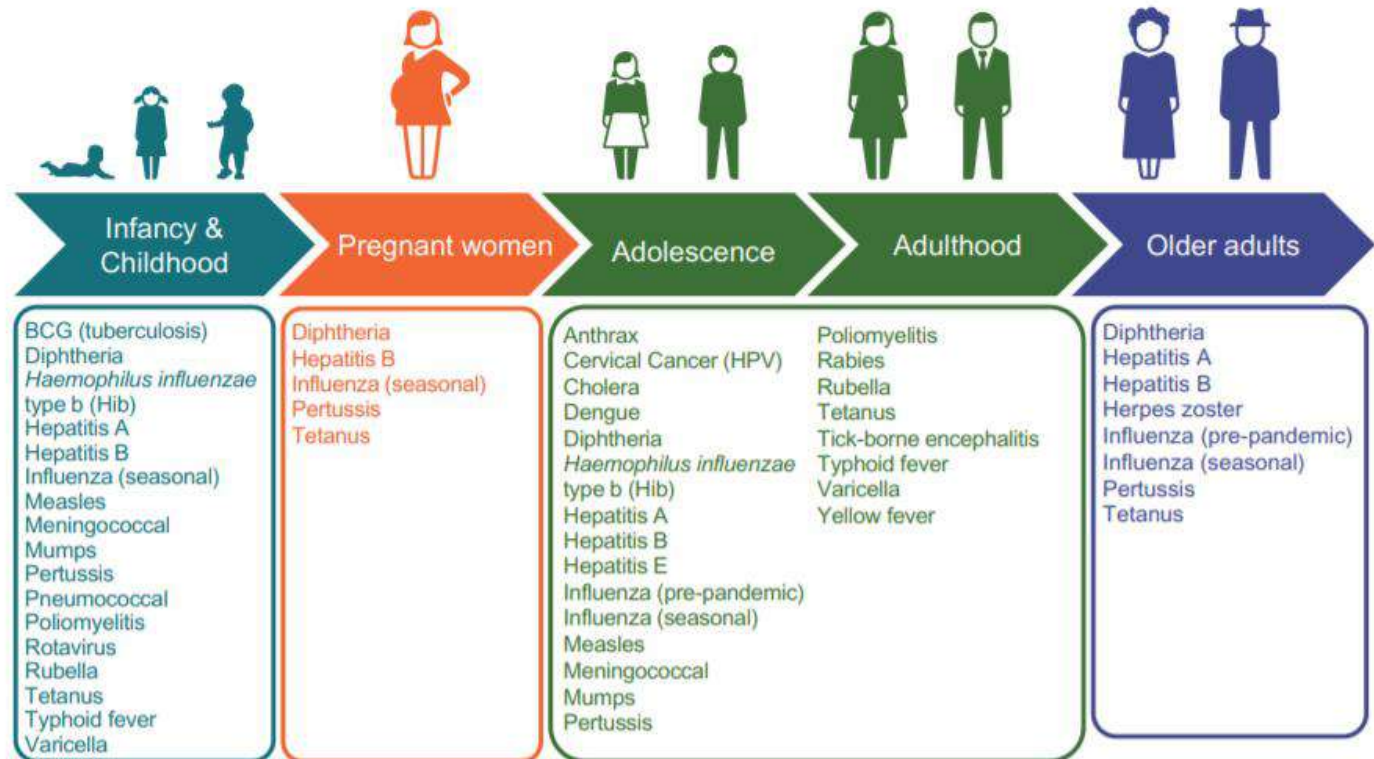 Infancy &
Childhood
Pregnant women
Adolescence
Adulthood
Older adults
BCG (tuberculosis)
Diphtheria
Haemophilus influenzae
type b (Hib)
Hepatitis A
Hepatitis B
Influenza (seasonal)
Measles
Meningococcal
Mumps
Pertussis
Pneumococcal
Poliomyelitis
Rotavirus
Rubella
Tetanus
Typhoid fever
Varicella
Diphtheria
Hepatitis B
Influenza (seasonal)
Pertussis
Tetanus
Anthrax
Cervical Cancer (HPV)
Cholera
Dengue
Diphtheria
Haemophilus influenzae
type b (Hib)
Hepatitis A
Hepatitis B
Hepatitis E
Influenza (pre-pandemic)
Influenza (seasonal)
Measles
Meningococcal
Mumps
Pertussis
Poliomyelitis
Rabies
Rubella
Tetanus
Tick-borne encephalitis
Typhoid fever
Varicella
Yellow fever
Diphtheria
Hepatitis A
Hepatitis B
Herpes zoster
Influenza (pre-pandemic)
Influenza (seasonal)
Pertussis
Tetanus